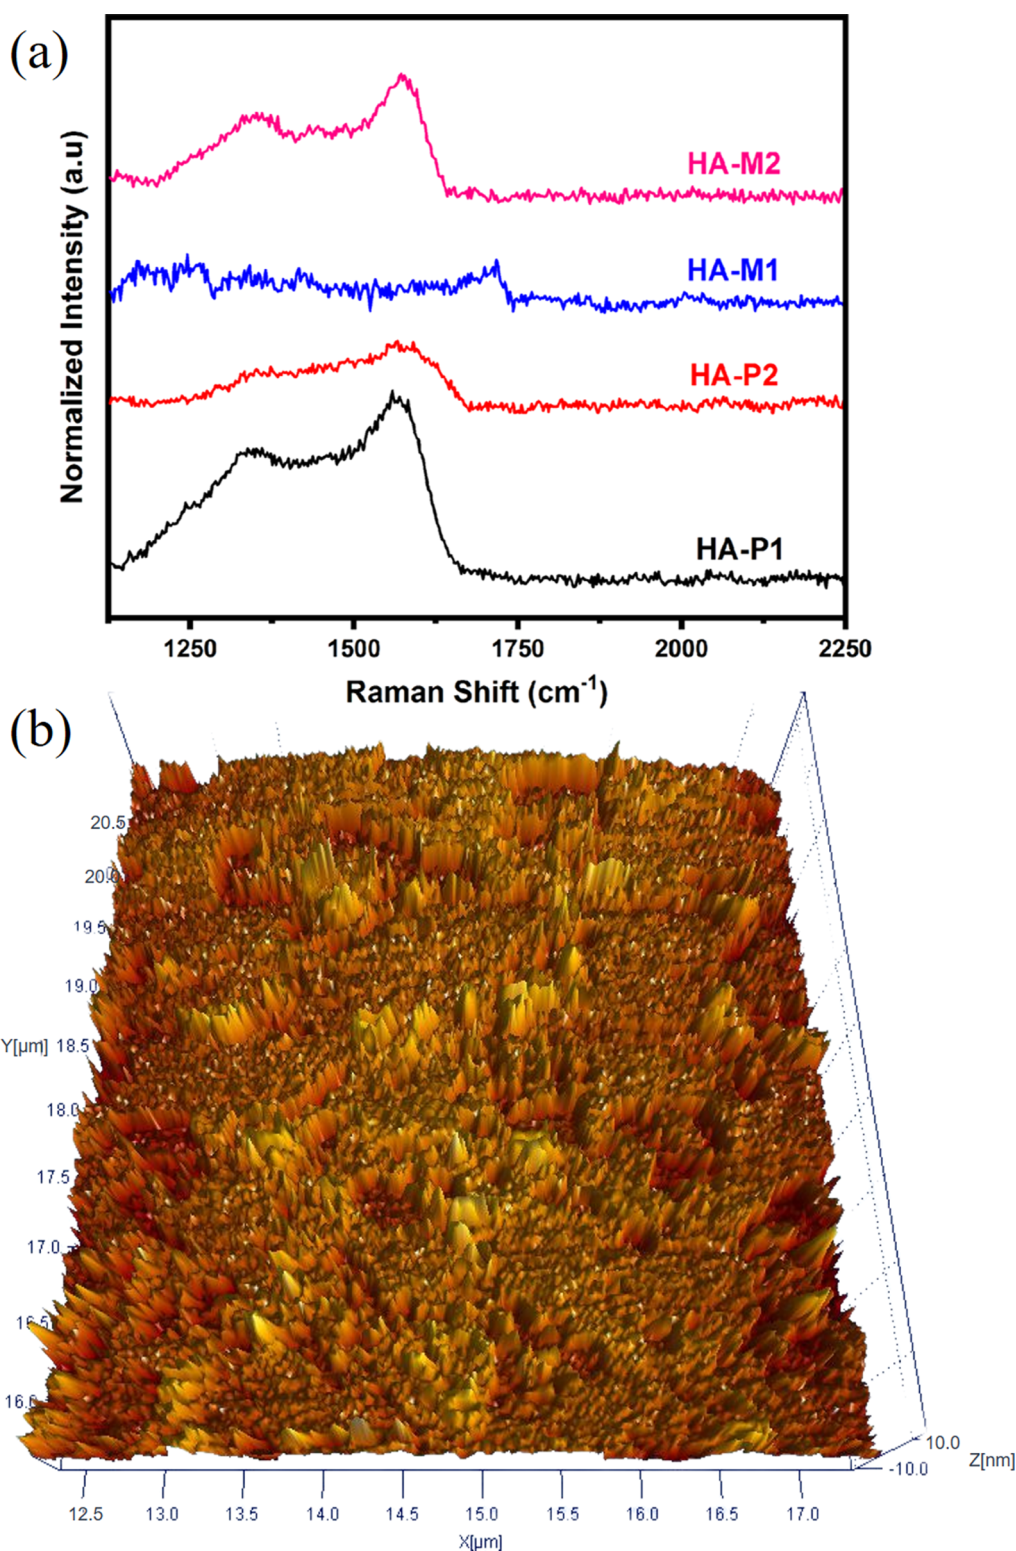 (a)
HA-M2
HA-M1
HA-P2
HA-P1
Normalized Intensity (a.u)
1250 1500 1750 2000 2250
Raman Shift (cm⁻¹)
(b)
20.5
20.0
19.5
19.0
Y[µm] 18.5
18.0
17.5
17.0
16.5
16.0
10.0
Z[nm]
-10.0
12.5 13.0 13.5 14.0 14.5 15.0 15.5 16.0 16.5 17.0
X[µm]